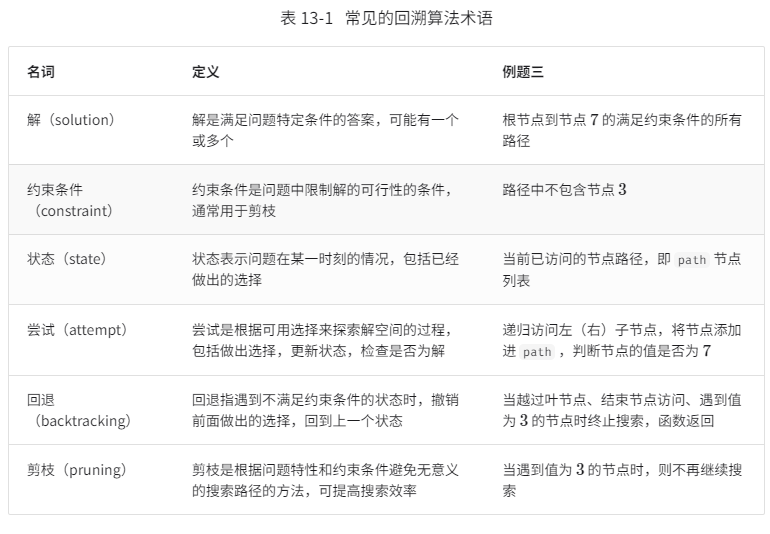 表 13-1 常见的回溯算法术语
名词 定义 例题三
解（solution） 解是满足问题特定条件的答案，可能有一个 根节点到节点 7 的满足约束条件的所有
或多个 路径
约束条件 约束条件是问题中限制解的可行性的条件， 路径中不包含节点 3
（constraint） 通常用于剪枝
状态（state） 状态表示问题在某一时刻的情况，包括已经 当前已访问的节点路径，即 path 节点
做出的选择 列表
尝试（attempt） 尝试是根据可用选择来探索解空间的过程， 递归访问左（右）子节点，将节点添加
包括做出选择，更新状态，检查是否为解 进 path ，判断节点的值是否为 7
回退 回退指遇到不满足约束条件的状态时，撤销 当越过叶节点、结束节点访问、遇到值
（backtracking） 前面做出的选择，回到上一个状态 为 3 的节点时终止搜索，函数返回
剪枝（pruning） 剪枝是根据问题特性和约束条件避免无意义 当遇到值为 3 的节点时，则不再继续搜
的搜索路径的方法，可提高搜索效率 索